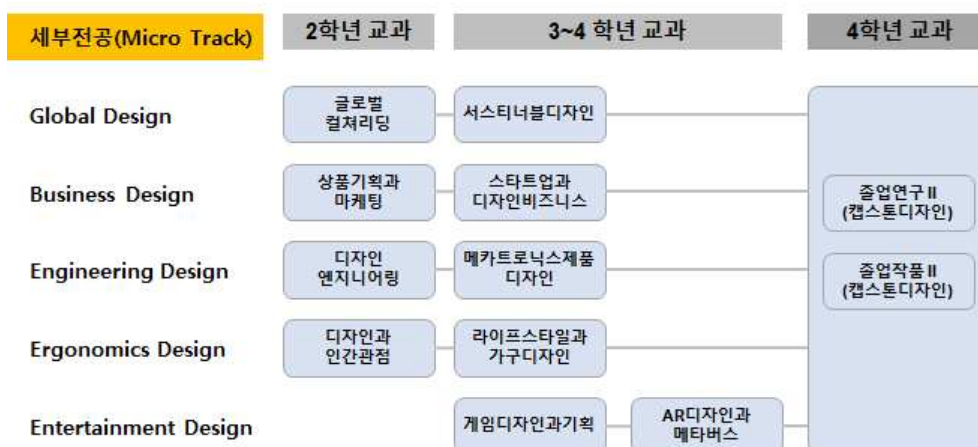 세부전공(Micro Track)
2학년 교과
3~4 학년 교과
4학년 교과
Global Design
글로벌
컬쳐리딩
서스티너블디자인
Business Design
상품기획과
마케팅
스타트업과
디자인비즈니스
졸업연구Ⅱ
(캡스톤디자인)
Engineering Design
디자인
엔지니어링
메카트로닉스제품
디자인
졸업작품Ⅱ
(캡스톤디자인)
Ergonomics Design
디자인과
인간관점
라이프스타일과
가구디자인
Entertainment Design
게임디자인과기획
AR디자인과
메타버스